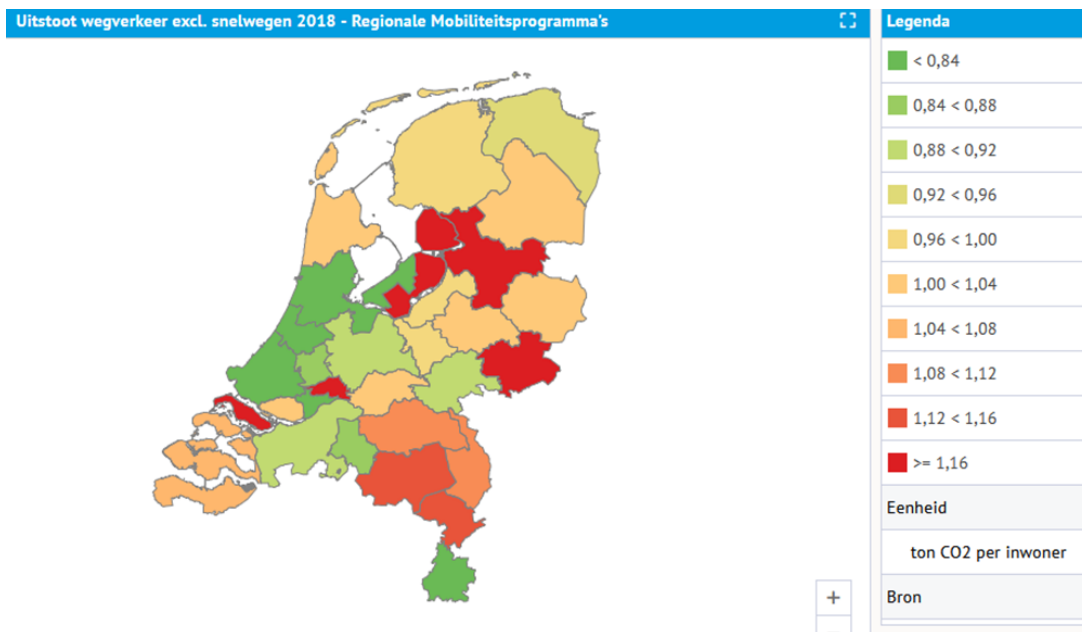 Uitstoot wegverkeer excl. snelwegen 2018 - Regionale Mobiliteitsprogramma's
Legenda
< 0,84
0,84 < 0,88
0,88 < 0,92
0,92 < 0,96
0,96 < 1,00
1,00 < 1,04
1,04 < 1,08
1,08 < 1,12
1,12 < 1,16
>= 1,16
Eenheid
ton CO2 per inwoner
Bron
+